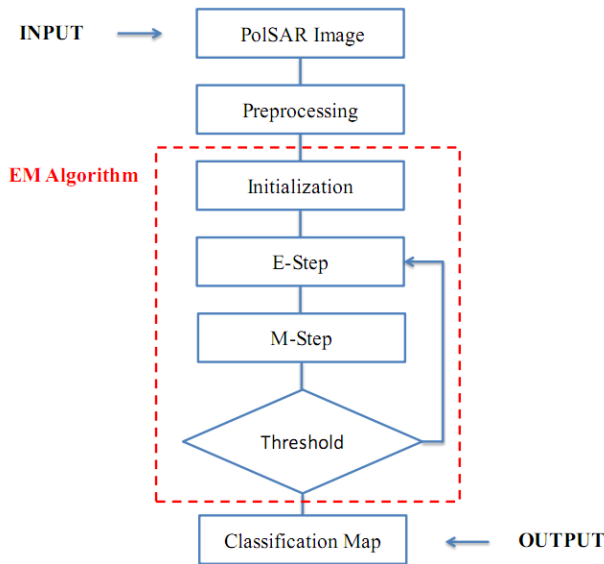 INPUT
PolSAR Image
Preprocessing
EM Algorithm
Initialization
E-Step
M-Step
Threshold
Classification Map
OUTPUT